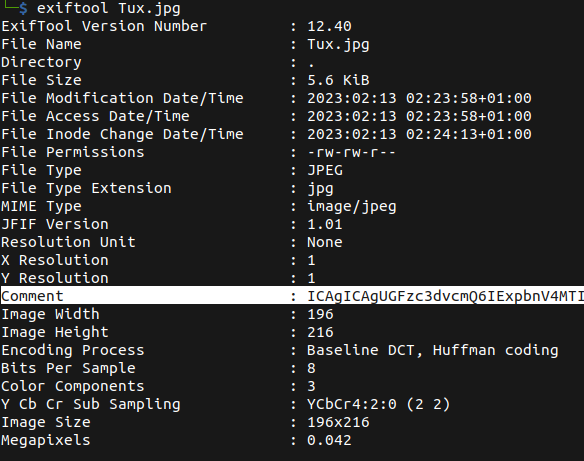 └─$ exiftool Tux.jpg
ExifTool Version Number : 12.40
File Name : Tux.jpg
Directory : .
File Size : 5.6 KiB
File Modification Date/Time : 2023:02:13 02:23:58+01:00
File Access Date/Time : 2023:02:13 02:23:58+01:00
File Inode Change Date/Time : 2023:02:13 02:24:13+01:00
File Permissions : -rw-rw-r--
File Type : JPEG
File Type Extension : jpg
MIME Type : image/jpeg
JFIF Version : 1.01
Resolution Unit : None
X Resolution : 1
Y Resolution : 1
Comment : ICAgICAgUGFzc3dvcmQ6IExpbnV4MTI
Image Width : 196
Image Height : 216
Encoding Process : Baseline DCT, Huffman coding
Bits Per Sample : 8
Color Components : 3
Y Cb Cr Sub Sampling : YCbCr4:2:0 (2 2)
Image Size : 196x216
Megapixels : 0.042